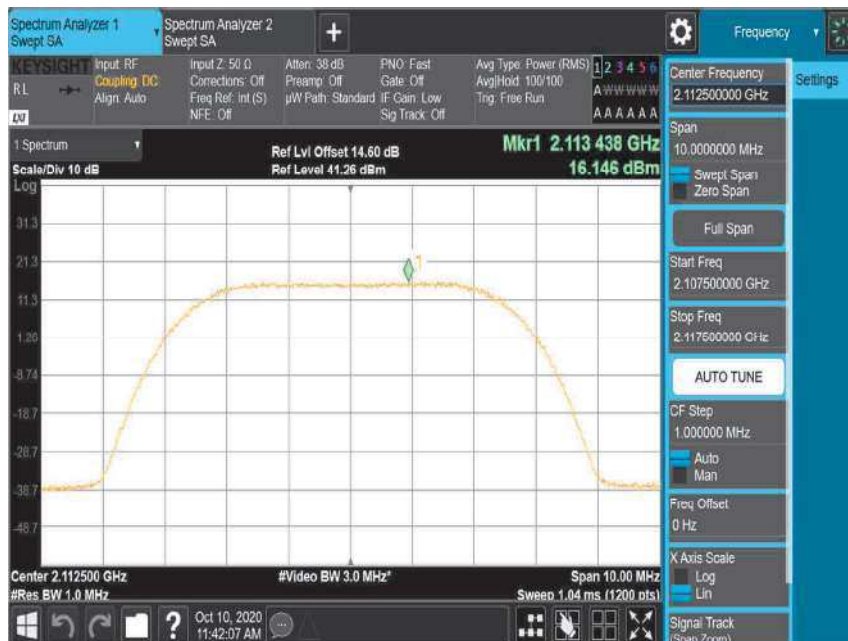 Spectrum Analyzer 1
Swept SA
Spectrum Analyzer 2
Swept SA
+
Frequency
KEYSIGHT
RL
LXI
Input: RF
Coupling: DC
Align: Auto
Input Z: 50 Ω
Corrections: Off
Freq Ref: Int (S)
NFE: Off
Atten: 38 dB
Preamp: Off
µW Path: Standard
PNO: Fast
Gate: Off
IF Gain: Low
Sig Track: Off
Avg Type: Power (RMS)
Avg|Hold: 100/100
Trig: Free Run
1 2 3 4 5 6
A W W W W W
A A A A A A
Center Frequency
2.112500000 GHz
Settings
1 Spectrum
Scale/Div 10 dB
Ref Lvl Offset 14.60 dB
Ref Level 41.26 dBm
Mkr1 2.113 438 GHz
16.146 dBm
Log
31.3
21.3
11.3
1.26
-8.74
-18.7
-28.7
-38.7
-48.7
1
Span
10.0000000 MHz
Swept Span
Zero Span
Full Span
Start Freq
2.107500000 GHz
Stop Freq
2.117500000 GHz
AUTO TUNE
CF Step
1.000000 MHz
Auto
Man
Freq Offset
0 Hz
X Axis Scale
Log
Lin
Signal Track
(Span Zoom)
Center 2.112500 GHz
#Res BW 1.0 MHz
#Video BW 3.0 MHz*
Span 10.00 MHz
Sweep 1.04 ms (1200 pts)
?
Oct 10, 2020
11:42:07 AM